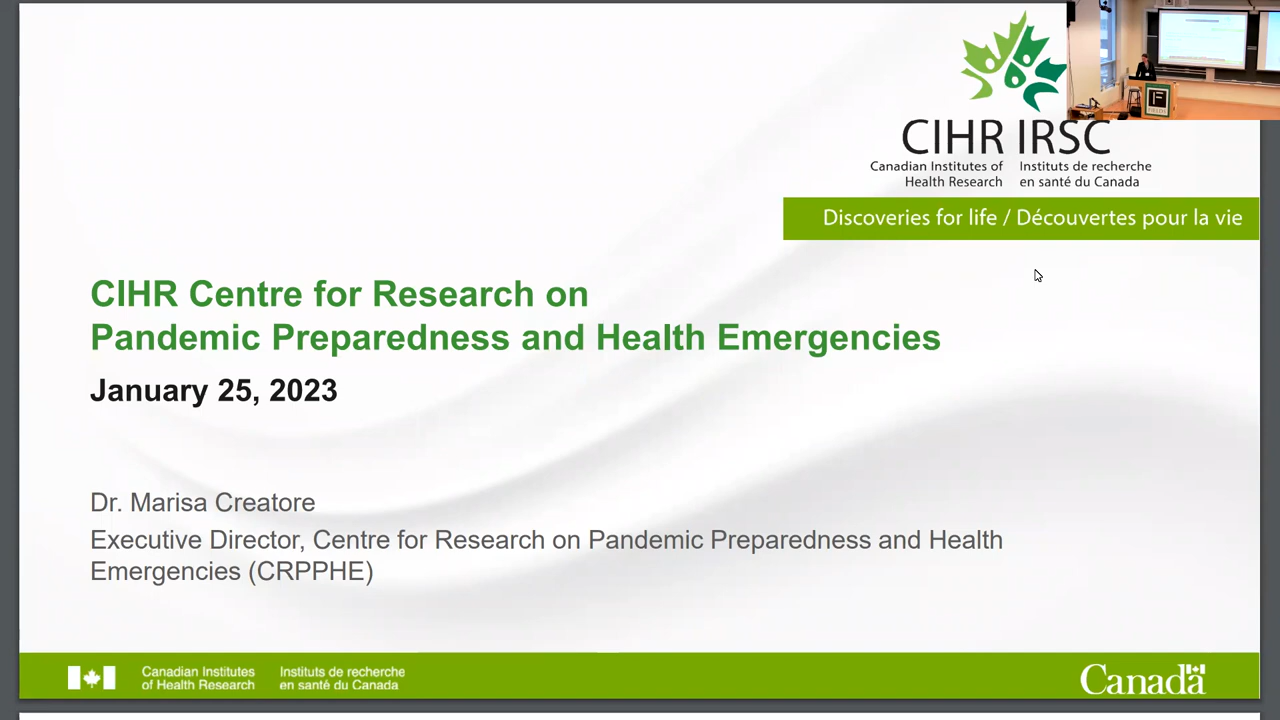 CIHR IRSC
Canadian Institutes of Health Research
Instituts de recherche en santé du Canada
Discoveries for life / Découvertes pour la vie
CIHR Centre for Research on
Pandemic Preparedness and Health Emergencies
January 25, 2023
Dr. Marisa Creatore
Executive Director, Centre for Research on Pandemic Preparedness and Health
Emergencies (CRPPHE)
Canadian Institutes
of Health Research
Instituts de recherche
en santé du Canada
Canada